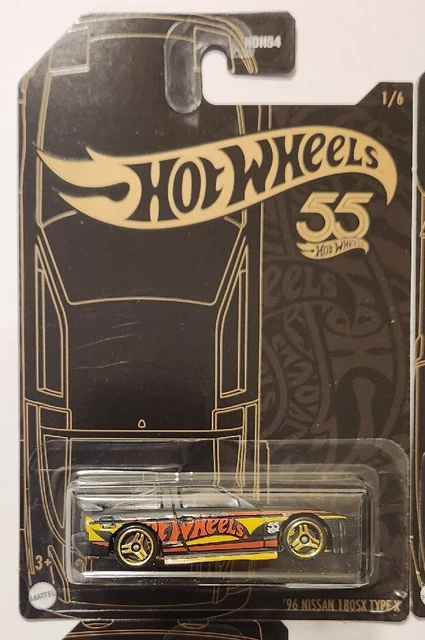 HDH54
1/6
HOT WHEELS
55
HOT WHEELS
HOT WHEELS
55
3+
MATTEL
'96 NISSAN 180SX TYPE X